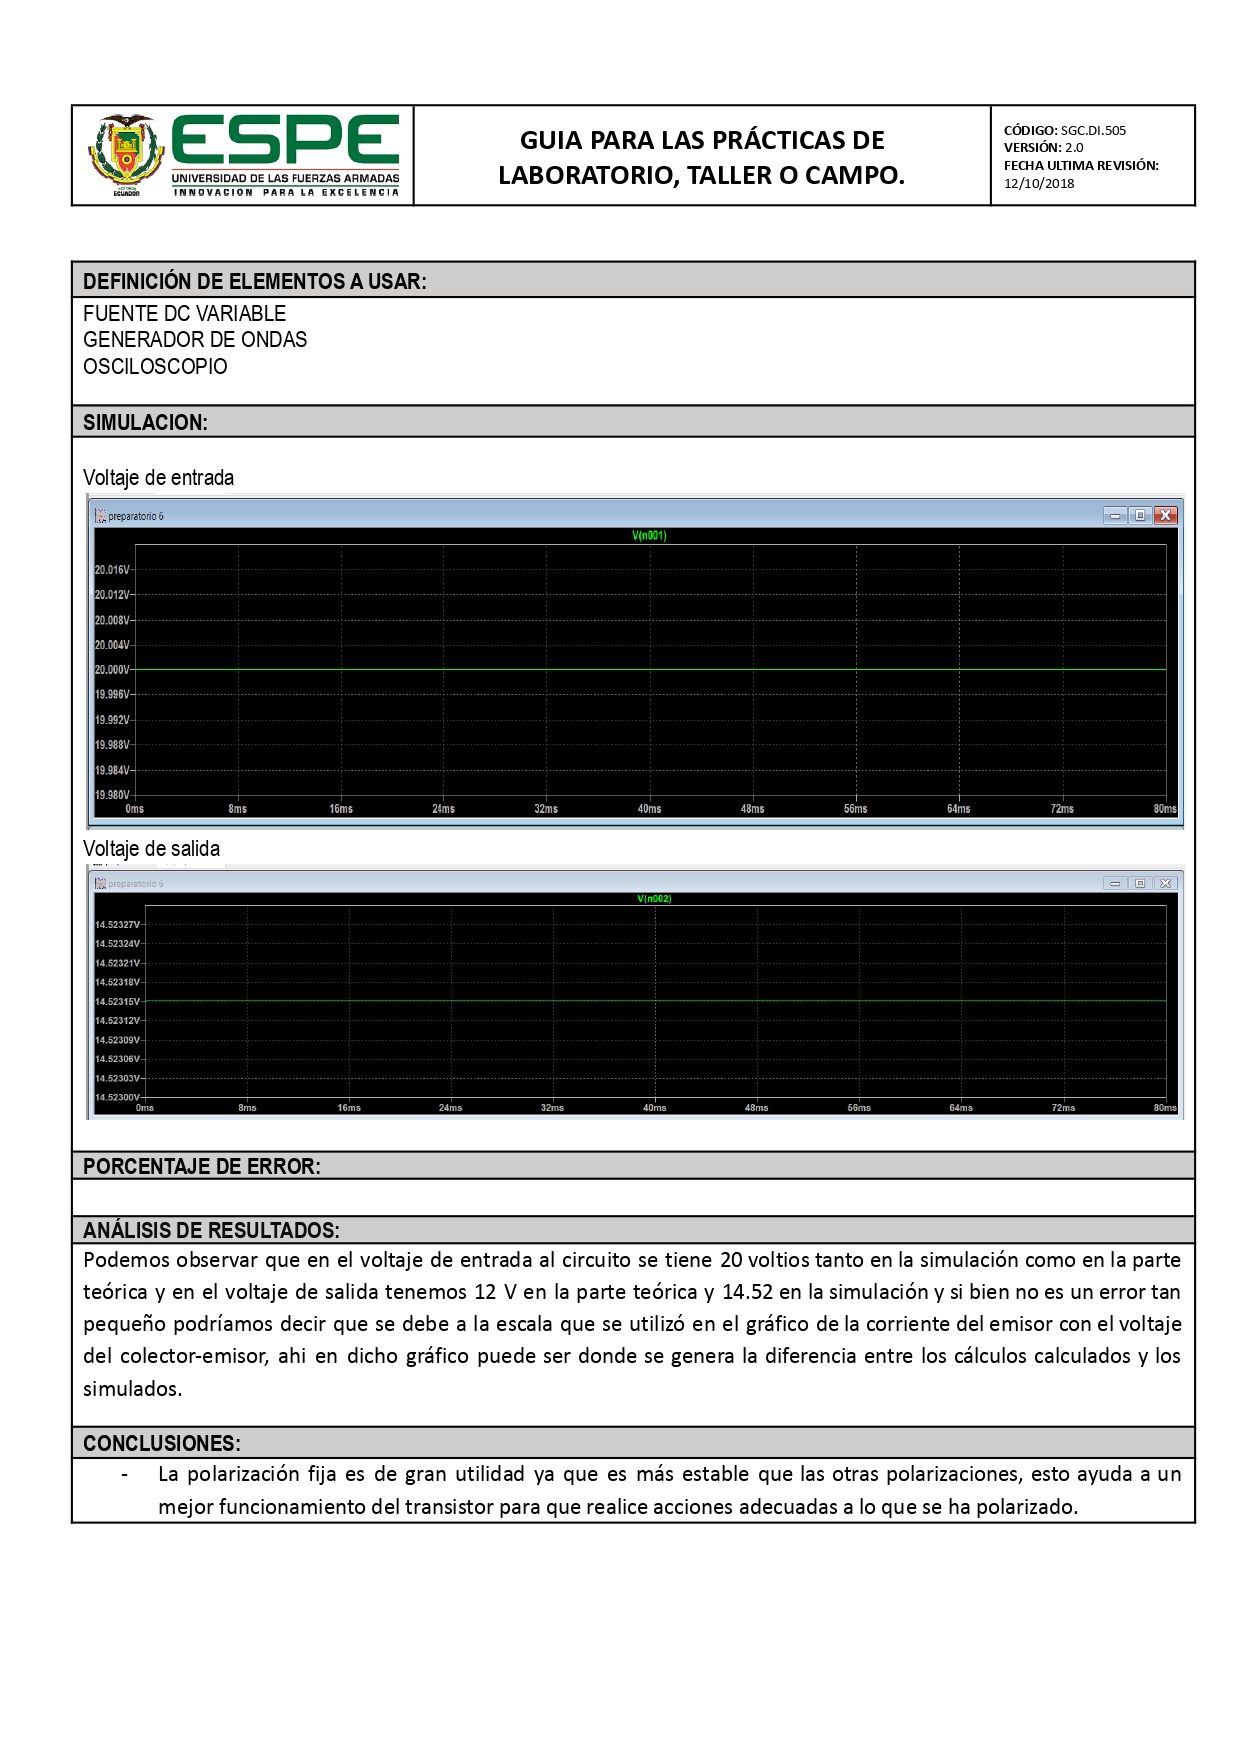 ESPE
UNIVERSIDAD DE LAS FUERZAS ARMADAS
INNOVACIÓN PARA LA EXCELENCIA
ECUADOR
GUIA PARA LAS PRÁCTICAS DE
LABORATORIO, TALLER O CAMPO.
CÓDIGO: SGC.DI.505
VERSIÓN: 2.0
FECHA ULTIMA REVISIÓN:
12/10/2018
DEFINICIÓN DE ELEMENTOS A USAR:
FUENTE DC VARIABLE
GENERADOR DE ONDAS
OSCILOSCOPIO
SIMULACION:
Voltaje de entrada
preparatorio 6
V(n001)
20.016V
20.012V
20.008V
20.004V
20.000V
19.996V
19.992V
19.988V
19.984V
19.980V
0ms 8ms 16ms 24ms 32ms 40ms 48ms 56ms 64ms 72ms 80ms
Voltaje de salida
preparatorio 6
V(n002)
14.52327V
14.52324V
14.52321V
14.52318V
14.52315V
14.52312V
14.52309V
14.52306V
14.52303V
14.52300V
0ms 8ms 16ms 24ms 32ms 40ms 48ms 56ms 64ms 72ms 80ms
PORCENTAJE DE ERROR:
ANÁLISIS DE RESULTADOS:
Podemos observar que en el voltaje de entrada al circuito se tiene 20 voltios tanto en la simulación como en la parte
teórica y en el voltaje de salida tenemos 12 V en la parte teórica y 14.52 en la simulación y si bien no es un error tan
pequeño podríamos decir que se debe a la escala que se utilizó en el gráfico de la corriente del emisor con el voltaje
del colector-emisor, ahi en dicho gráfico puede ser donde se genera la diferencia entre los cálculos calculados y los
simulados.
CONCLUSIONES:
- La polarización fija es de gran utilidad ya que es más estable que las otras polarizaciones, esto ayuda a un
mejor funcionamiento del transistor para que realice acciones adecuadas a lo que se ha polarizado.